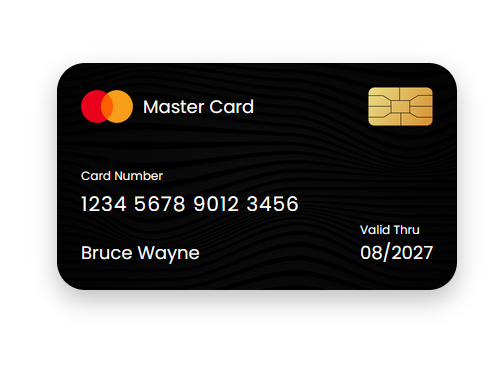 Master Card
Card Number
1234 5678 9012 3456
Valid Thru
Bruce Wayne
08/2027